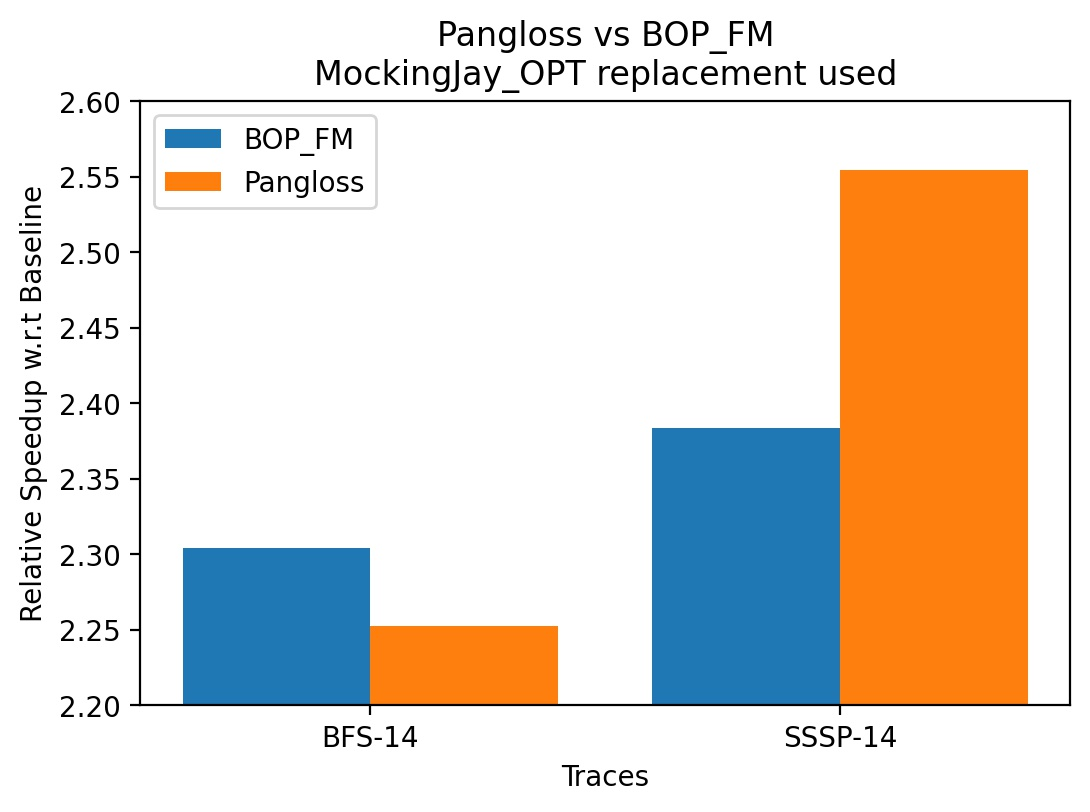 Pangloss vs BOP_FM
MockingJay_OPT replacement used
BOP_FM
Pangloss
Relative Speedup w.r.t Baseline
2.60
2.55
2.50
2.45
2.40
2.35
2.30
2.25
2.20
BFS-14
SSSP-14
Traces